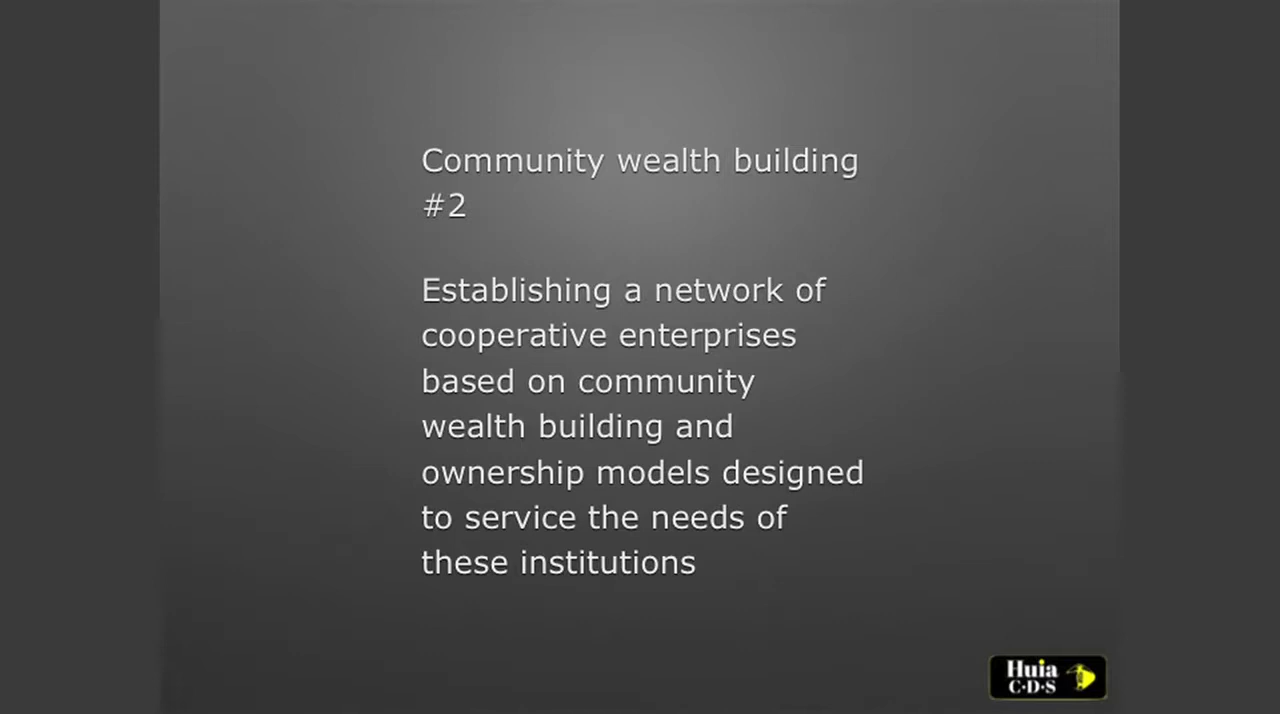 Community wealth building
#2
Establishing a network of
cooperative enterprises
based on community
wealth building and
ownership models designed
to service the needs of
these institutions
Huia
C·D·S